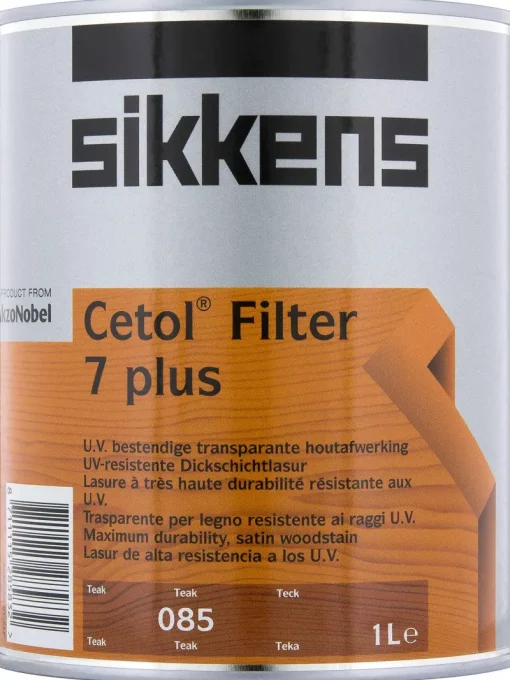 sikkens
PRODUCT FROM
AkzoNobel
Cetol® Filter
7 plus
U.V. bestendige transparante houtafwerking
UV-resistente Dickschichtlasur
Lasure à très haute durabilité résistante aux
U.V.
Trasparente per legno resistente ai raggi U.V.
Maximum durability, satin woodstain
Lasur de alta resistencia a los U.V.
Teak Teak Teck
085 1L℮
Teak Teak Teka